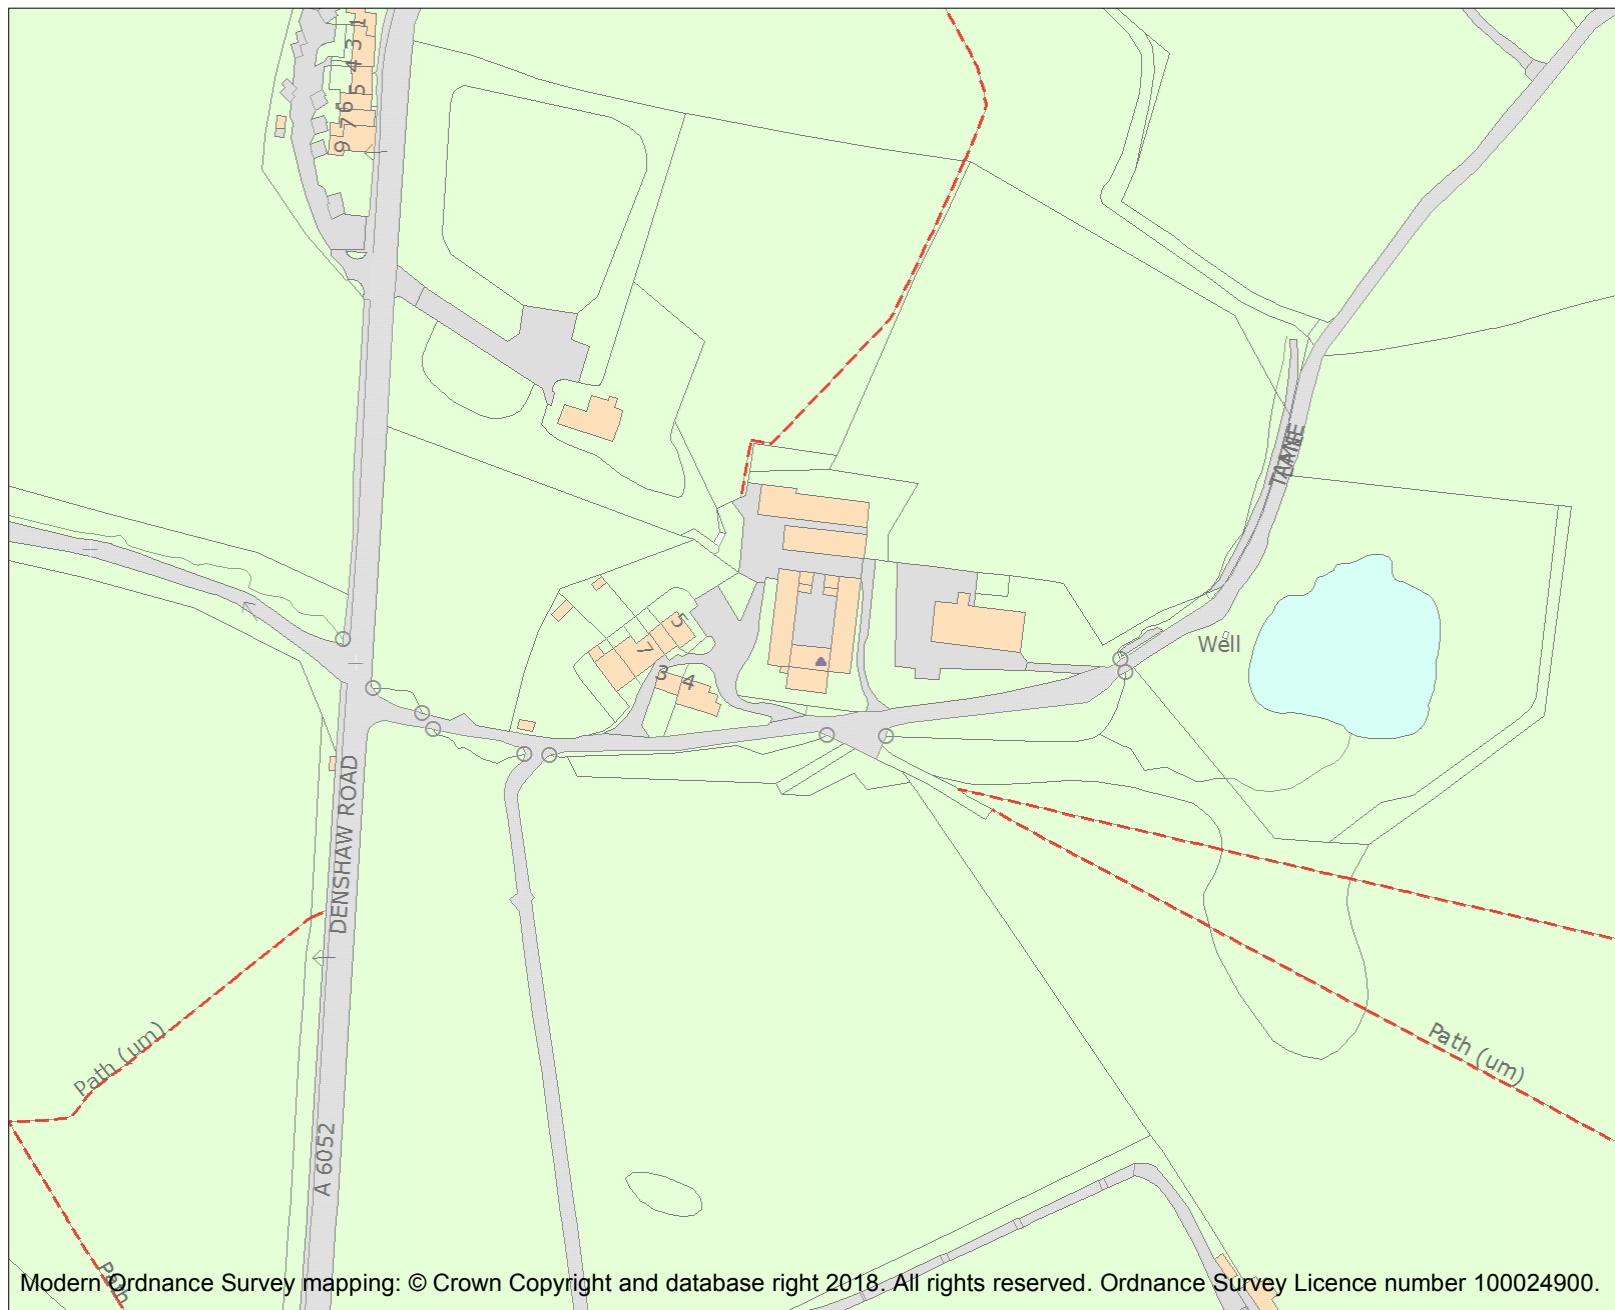 1
3
4
5
6
7
9
TAME
LANE
5
7
3
4
Well
DENSHAW ROAD
Path (um)
Path (um)
A 6052
Path
Modern Ordnance Survey mapping: © Crown Copyright and database right 2018. All rights reserved. Ordnance Survey Licence number 100024900.